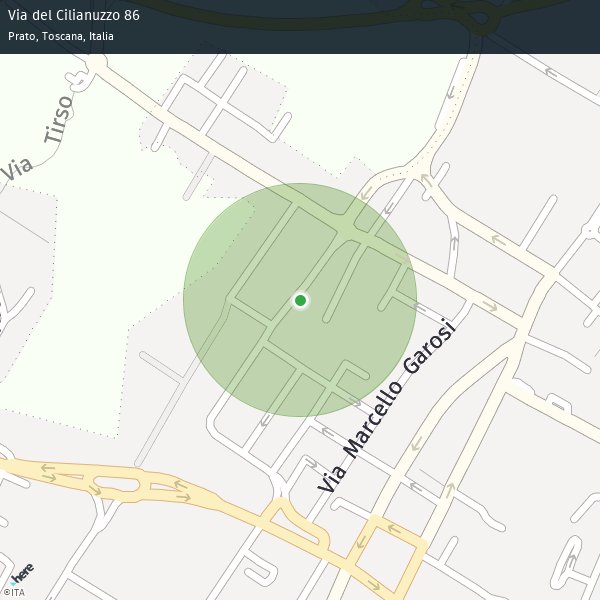 Via del Cilianuzzo 86
Prato, Toscana, Italia
Via Tirso
Via Marcello Garosi
here
©ITA